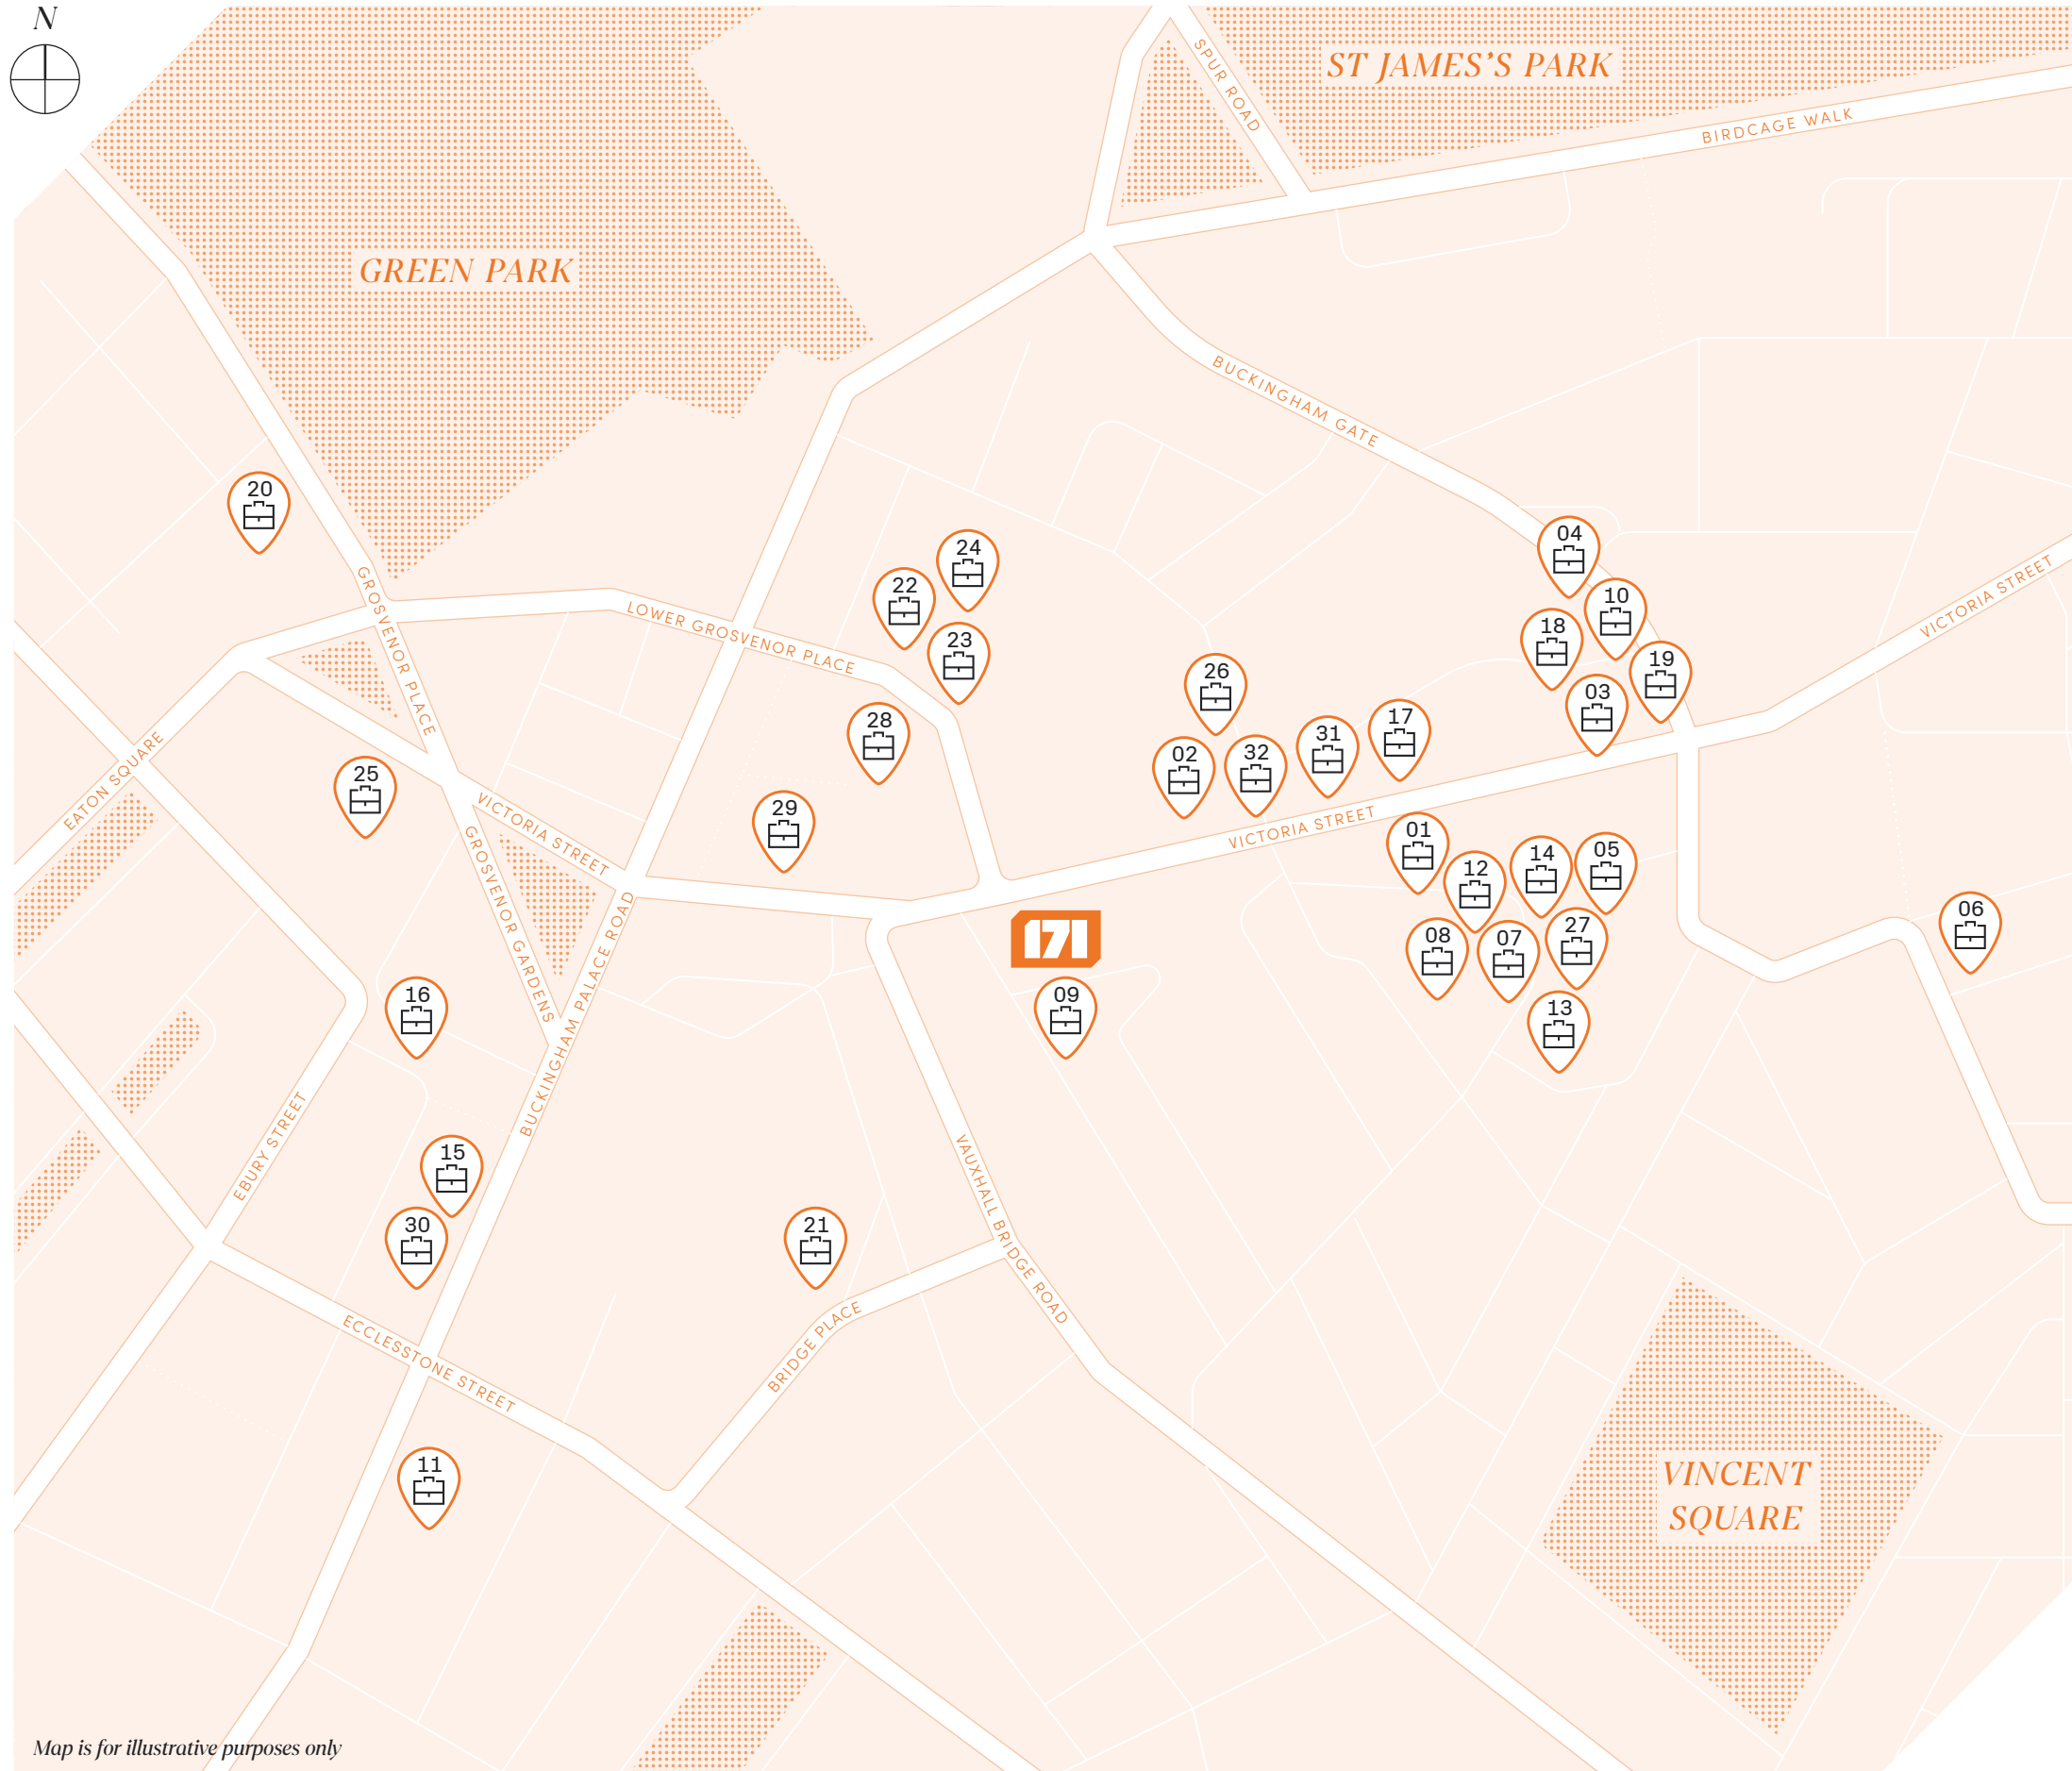 N
SPUR ROAD
ST JAMES'S PARK
BIRDCAGE WALK
GREEN PARK
BUCKINGHAM GATE
20
24
04
22
10
GROSVENOR PLACE
LOWER GROSVENOR PLACE
23
18
VICTORIA STREET
26
19
03
28
17
31
EATON SQUARE
02
32
25
VICTORIA STREET
29
VICTORIA STREET
01
14
05
12
GROSVENOR GARDENS
BUCKINGHAM PALACE ROAD
171
06
08
07
27
16
09
13
EBURY STREET
15
VAUXHALL BRIDGE ROAD
30
21
ECCLESSTONE STREET
BRIDGE PLACE
11
VINCENT
SQUARE
Map is for illustrative purposes only